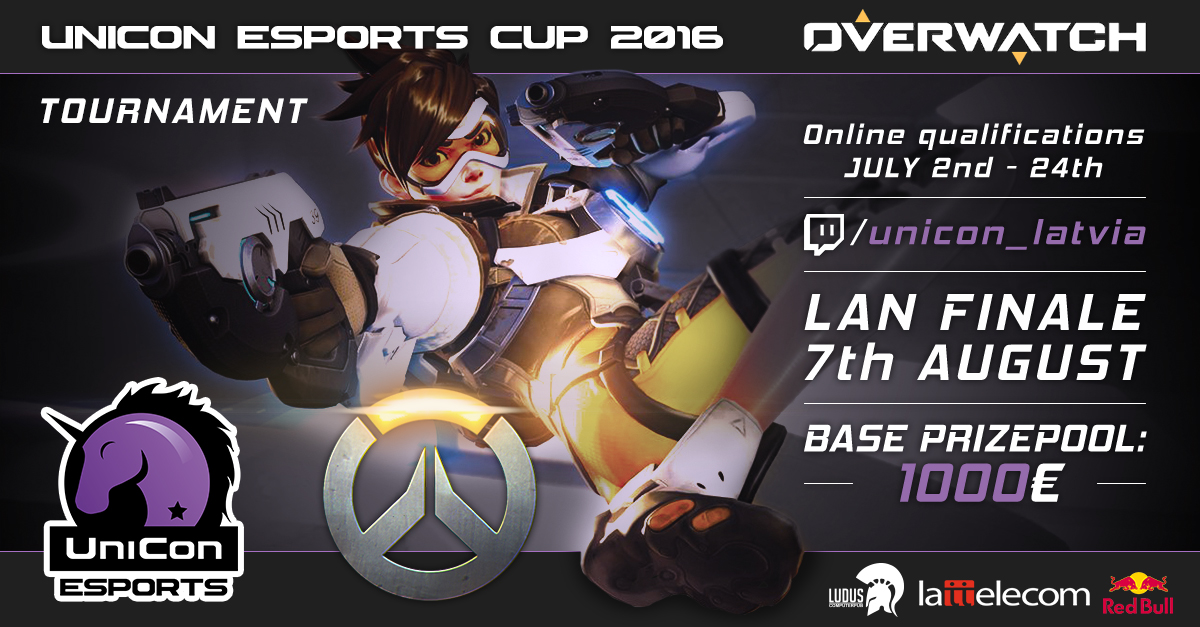 UNICON ESPORTS CUP 2016
OVERWATCH
TOURNAMENT
Online qualifications
JULY 2nd - 24th
/unicon_latvia
LAN FINALE
7th AUGUST
BASE PRIZEPOOL:
1000€
UniCon
ESPORTS
LUDUS
COMPUTERPUB
lattelecom
Red Bull